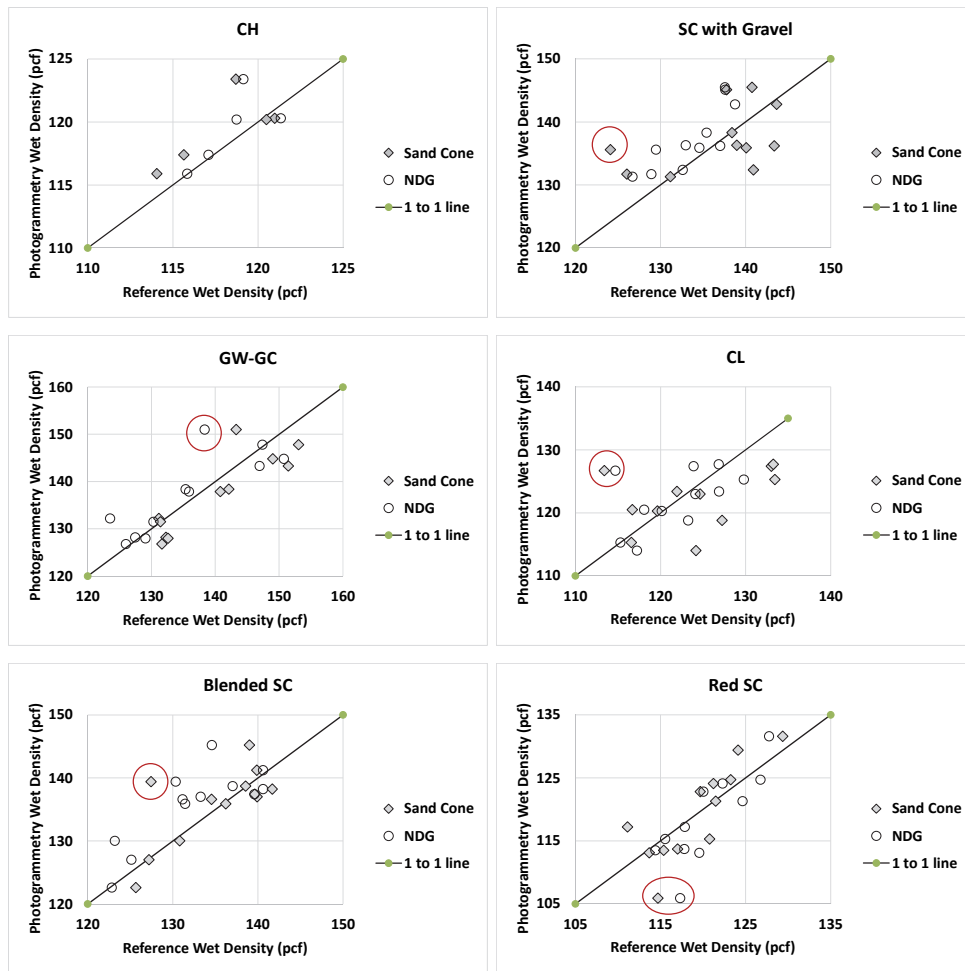 CH
Photogrammetry Wet Density (pcf)
125
120
115
110
110 115 120 125
Reference Wet Density (pcf)
Sand Cone
NDG
1 to 1 line
SC with Gravel
Photogrammetry Wet Density (pcf)
150
140
130
120
120 130 140 150
Reference Wet Density (pcf)
Sand Cone
NDG
1 to 1 line
GW-GC
Photogrammetry Wet Density (pcf)
160
150
140
130
120
120 130 140 150 160
Reference Wet Density (pcf)
Sand Cone
NDG
1 to 1 line
CL
Photogrammetry Wet Density (pcf)
140
130
120
110
110 120 130 140
Reference Wet Density (pcf)
Sand Cone
NDG
1 to 1 line
Blended SC
Photogrammetry Wet Density (pcf)
150
140
130
120
120 130 140 150
Reference Wet Density (pcf)
Sand Cone
NDG
1 to 1 line
Red SC
Photogrammetry Wet Density (pcf)
135
125
115
105
105 115 125 135
Reference Wet Density (pcf)
Sand Cone
NDG
1 to 1 line